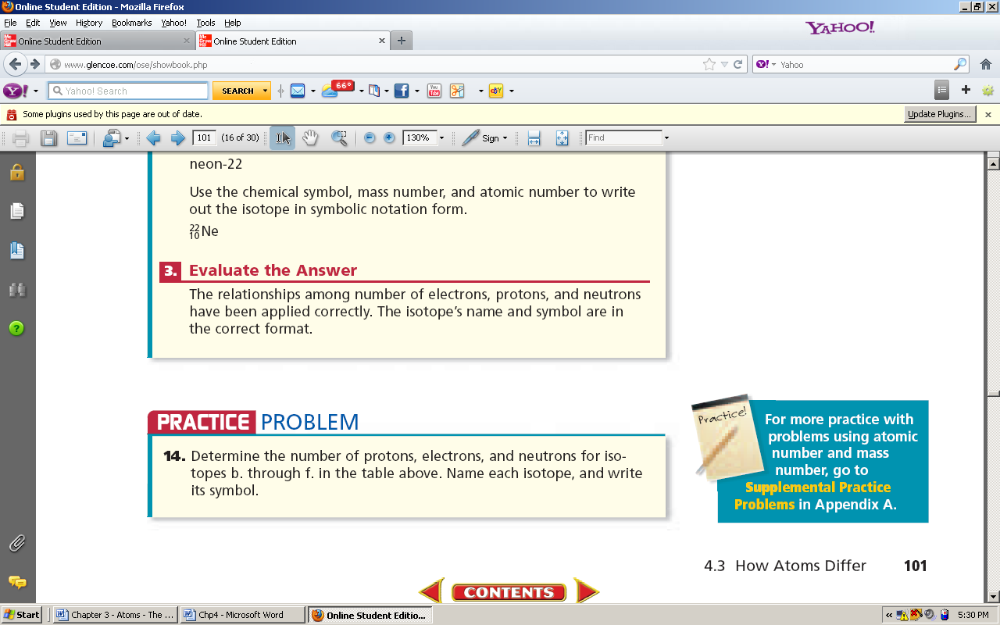 Online Student Edition - Mozilla Firefox
File Edit View History Bookmarks Yahoo! Tools Help
YAHOO!
Online Student Edition
Online Student Edition
www.glencoe.com/ose/showbook.php
Yahoo
Yahoo! Search
SEARCH
66°
Some plugins used by this page are out of date.
Update Plugins...
101 (16 of 30)
130%
Sign
Find
neon-22
Use the chemical symbol, mass number, and atomic number to write
out the isotope in symbolic notation form.
²²₁₀Ne
3. Evaluate the Answer
The relationships among number of electrons, protons, and neutrons
have been applied correctly. The isotope’s name and symbol are in
the correct format.
PRACTICE PROBLEM
14. Determine the number of protons, electrons, and neutrons for iso-
topes b. through f. in the table above. Name each isotope, and write
its symbol.
Practice!
For more practice with
problems using atomic
number and mass
number, go to
Supplemental Practice
Problems in Appendix A.
4.3 How Atoms Differ 101
CONTENTS
Start
Chapter 3 - Atoms - The ...
Chp4 - Microsoft Word
Online Student Editio...
5:30 PM